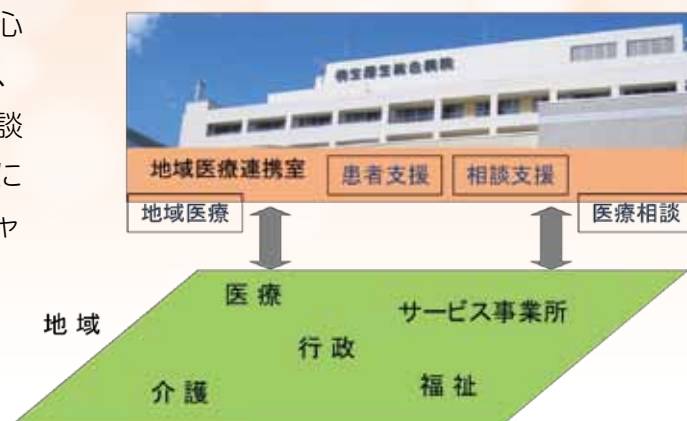 心
、
談
に
ャ
地域医療連携室 患者支援 相談支援
地域医療 医療相談
地 域
医 療
サービス事業所
行 政
介 護
福 祉